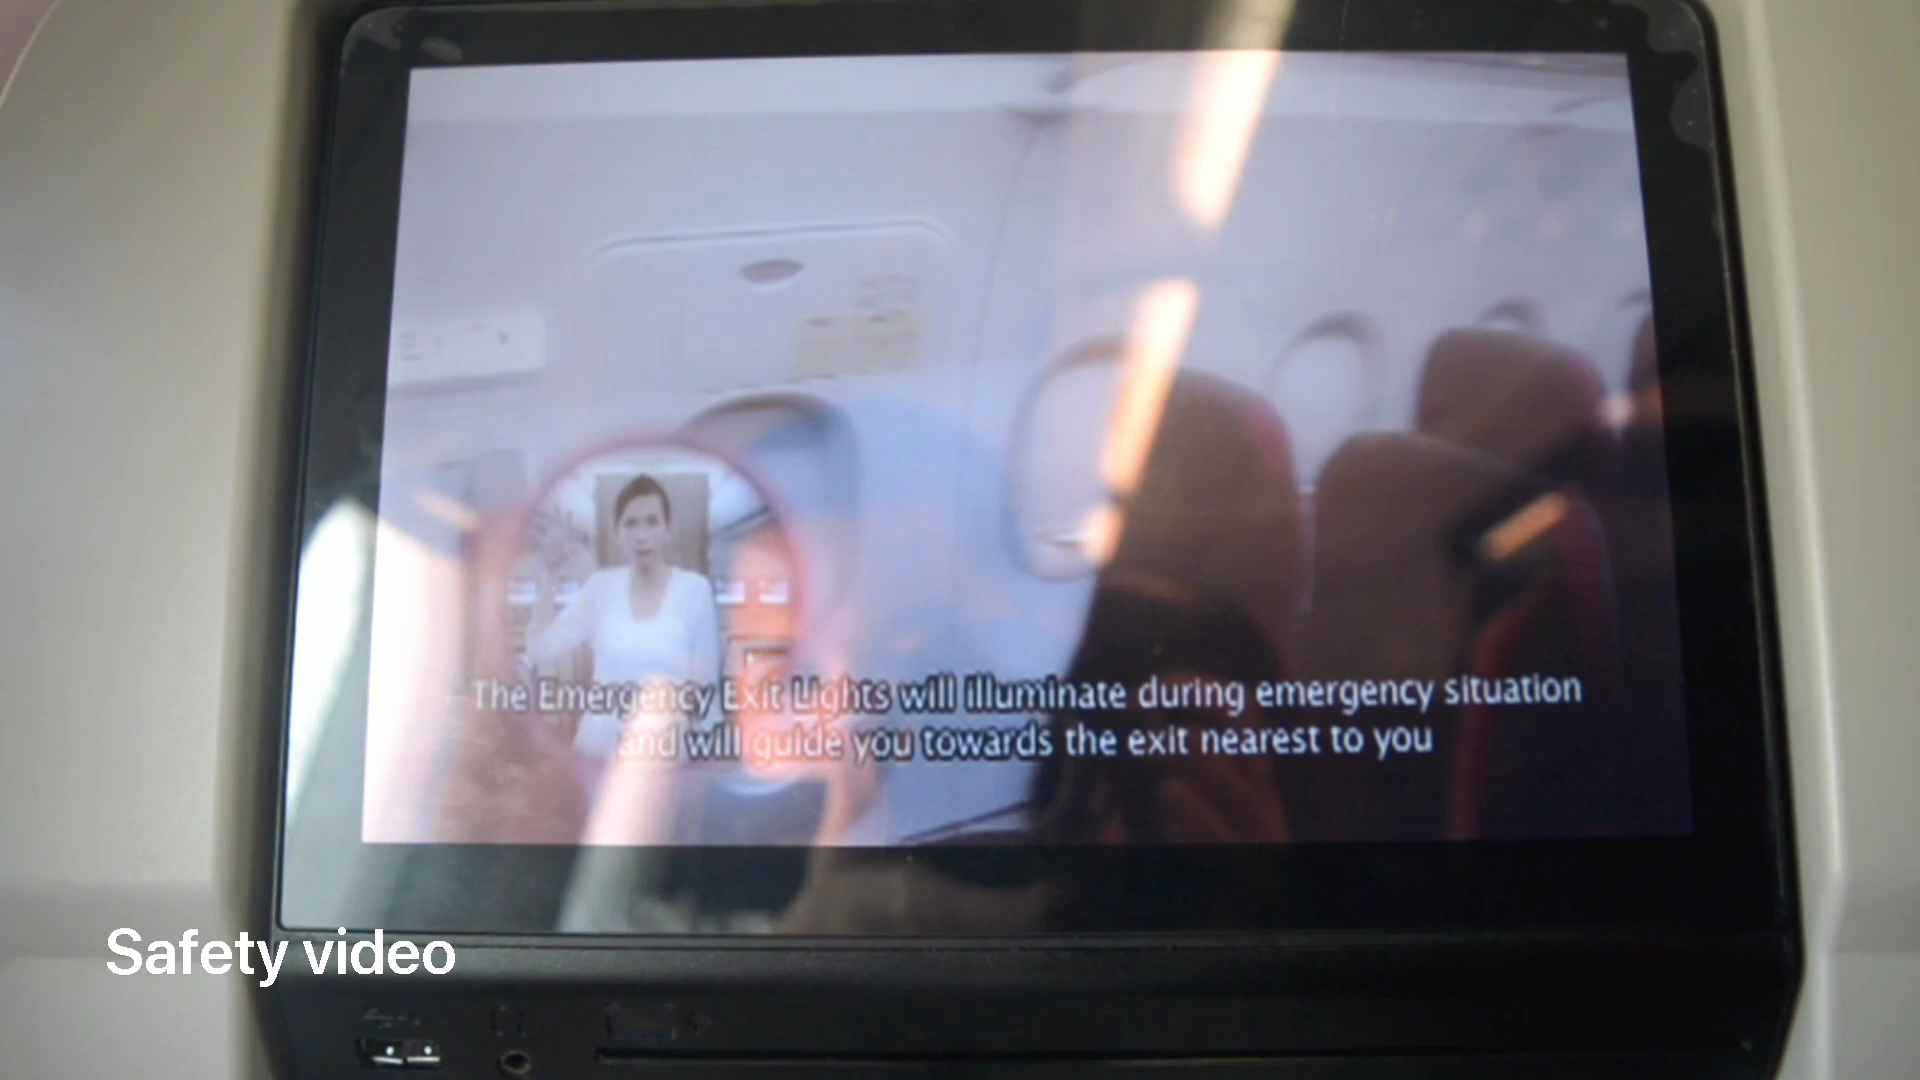 The Emergency Exit Lights will illuminate during emergency situation
and will guide you towards the exit nearest to you
Safety video